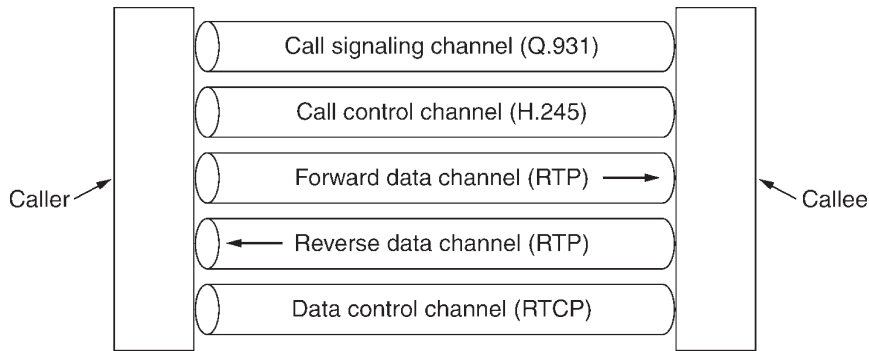 Call signaling channel (Q.931)
Call control channel (H.245)
Forward data channel (RTP)
Caller
Callee
Reverse data channel (RTP)
Data control channel (RTCP)